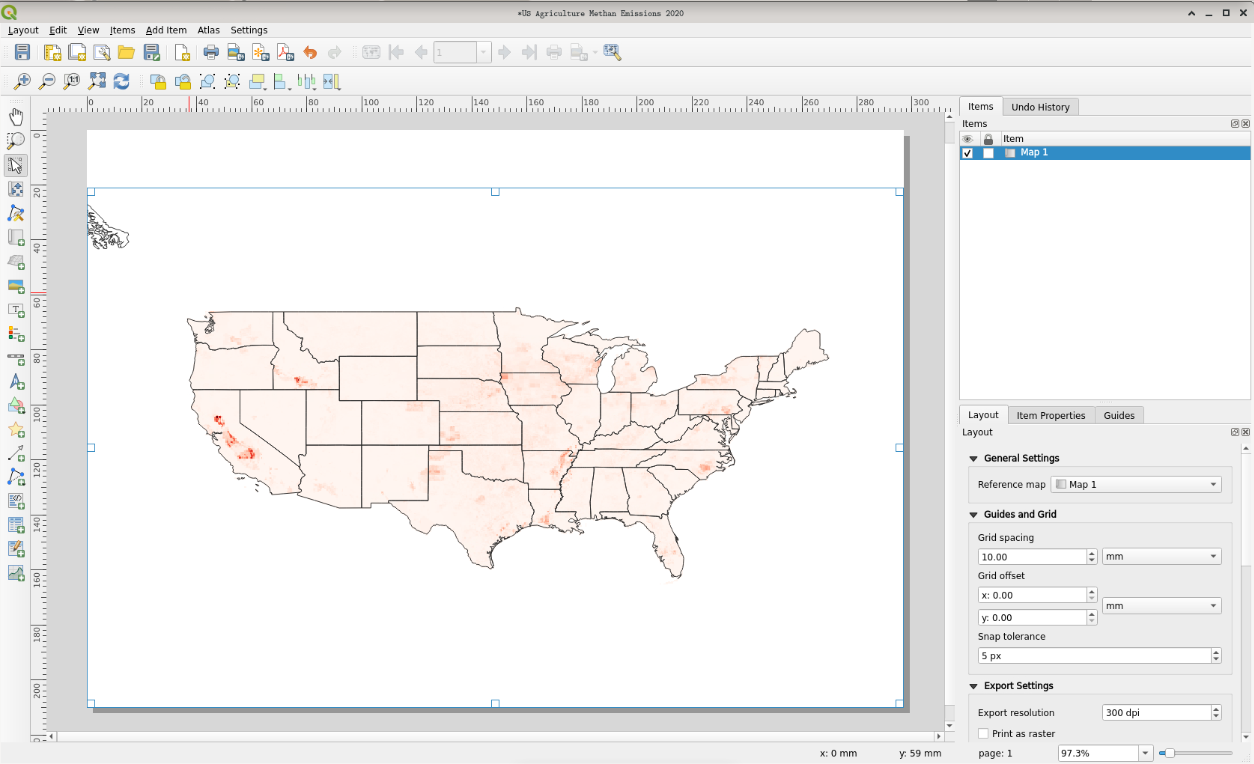 *US Agriculture Methan Emissions 2020
Layout Edit View Items Add Item Settings
1
0 20 40 60 80 100 120 140 160 180 200 220 240 260 280 300
0
20
40
60
80
100
120
140
160
180
200
Items Undo History
Items
Item
Map 1
Layout Item Properties Guides
Layout
General Settings
Reference map Map 1
Guides and Grid
Grid spacing
10.00 mm
Grid offset
x: 0.00
mm
y: 0.00
Snap tolerance
5 px
Export Settings
Export resolution 300 dpi
Print as raster
x: 0 mm y: 59 mm page: 1 97.3%